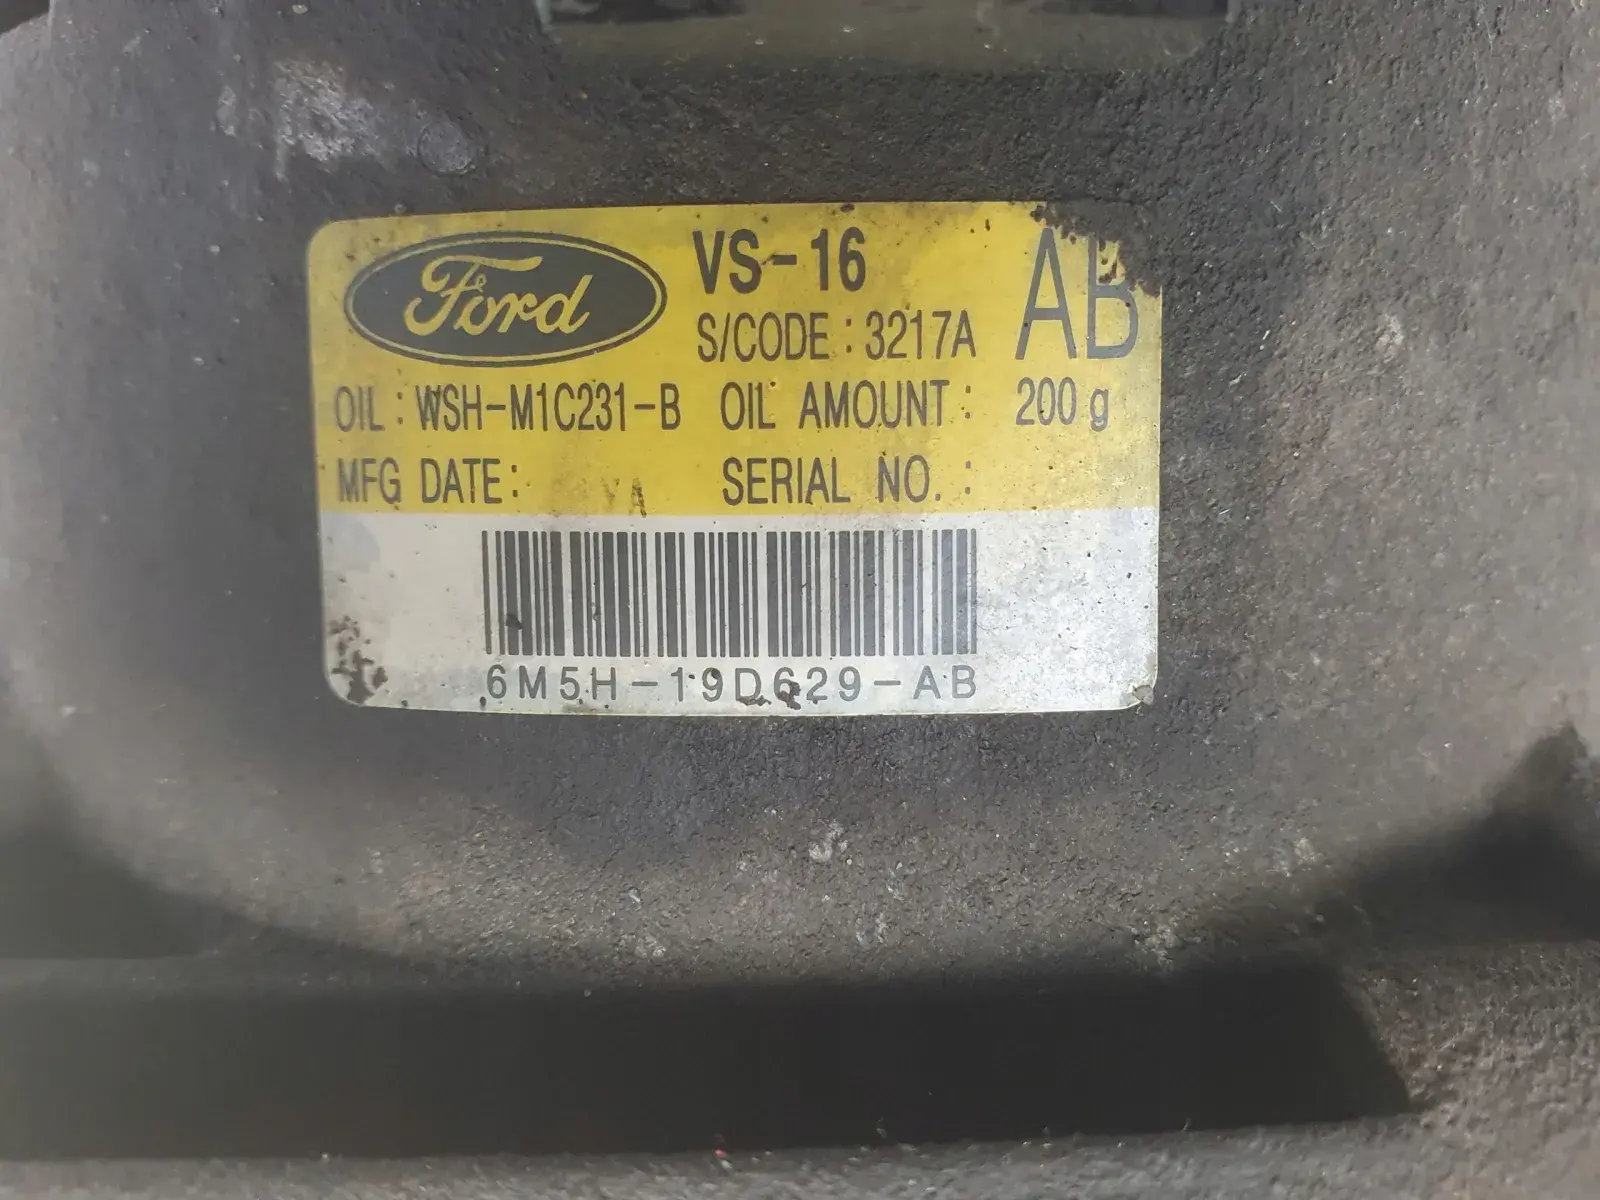 Ford VS-16 AB
S/CODE : 3217A
OIL : WSH-M1C231-B OIL AMOUNT : 200 g
MFG DATE : SERIAL NO. :
6M5H-19D629-AB